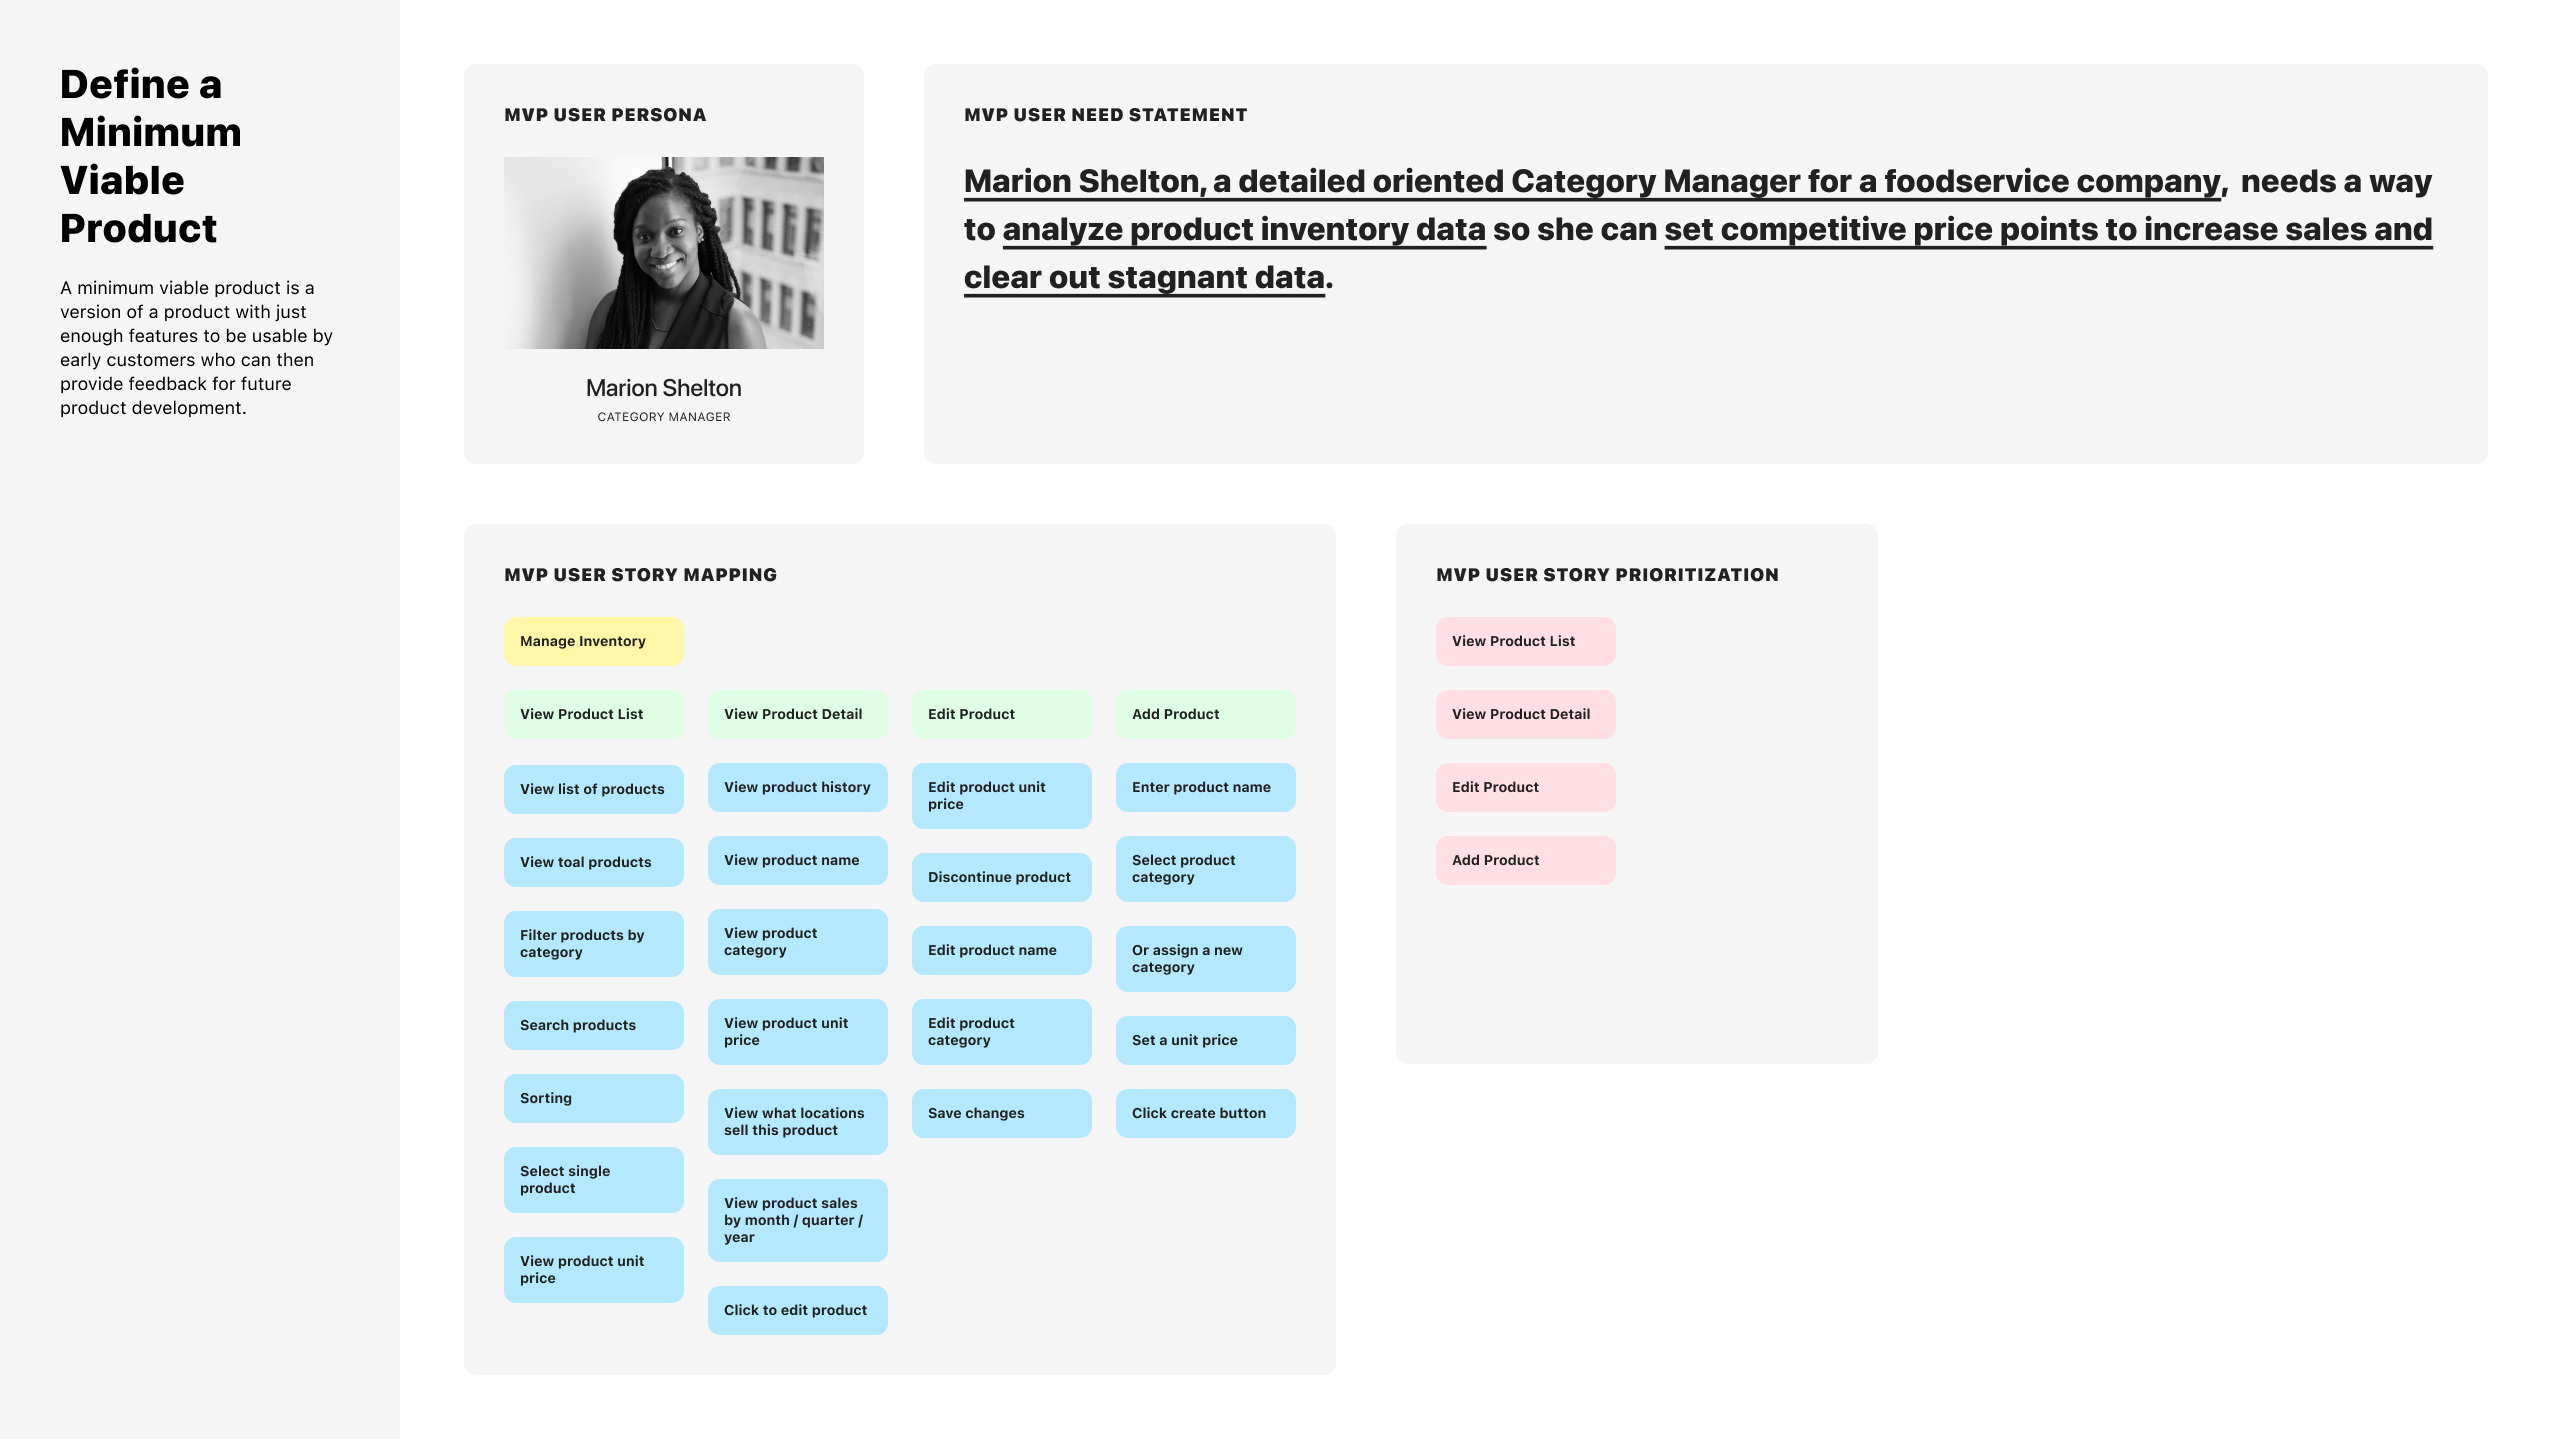 Define a
Minimum
Viable
Product
A minimum viable product is a
version of a product with just
enough features to be usable by
early customers who can then
provide feedback for future
product development.
MVP USER PERSONA
Marion Shelton
CATEGORY MANAGER
MVP USER NEED STATEMENT
Marion Shelton, a detailed oriented Category Manager for a foodservice company, needs a way
to analyze product inventory data so she can set competitive price points to increase sales and
clear out stagnant data.
MVP USER STORY MAPPING
Manage Inventory
View Product List
View list of products
View toal products
Filter products by
category
Search products
Sorting
Select single
product
View product unit
price
View Product Detail
View product history
View product name
View product
category
View product unit
price
View what locations
sell this product
View product sales
by month / quarter /
year
Click to edit product
Edit Product
Edit product unit
price
Discontinue product
Edit product name
Edit product
category
Save changes
Add Product
Enter product name
Select product
category
Or assign a new
category
Set a unit price
Click create button
MVP USER STORY PRIORITIZATION
View Product List
View Product Detail
Edit Product
Add Product